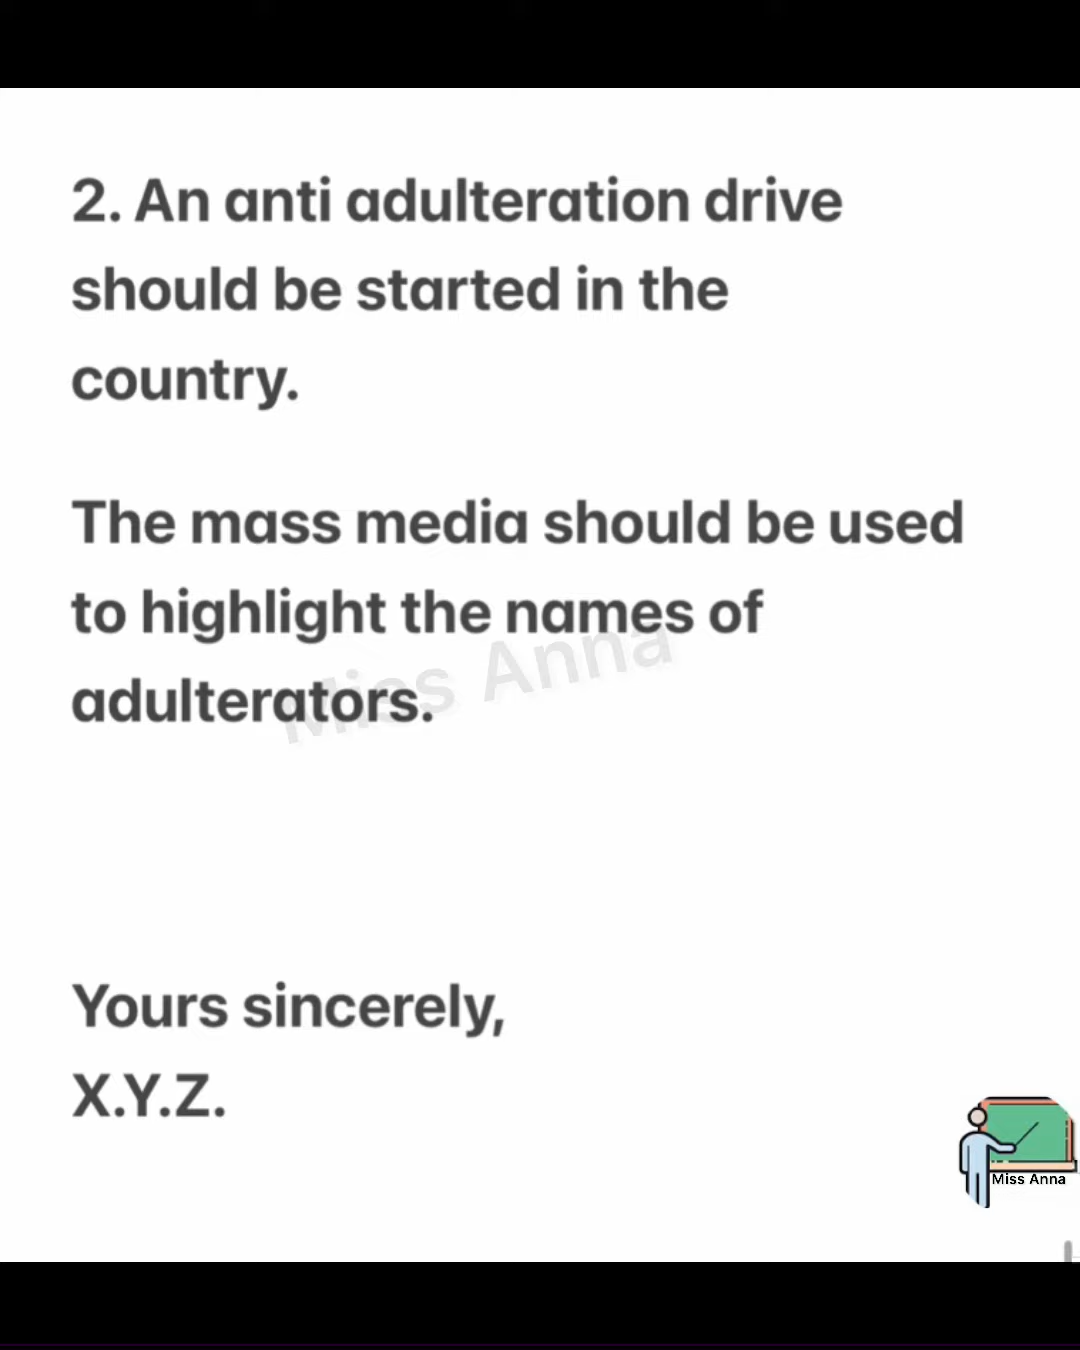 2. An anti adulteration drive
should be started in the
country.
The mass media should be used
to highlight the names of
adulterators.
Miss Anna
Yours sincerely,
X.Y.Z.
Miss Anna